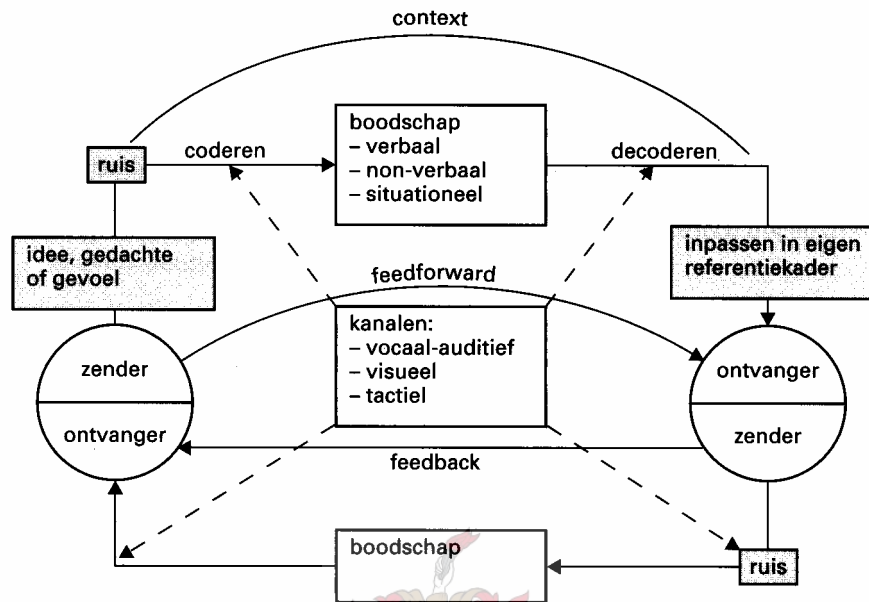 context
coderen
boodschap
– verbaal
– non-verbaal
– situationeel
decoderen
ruis
idee, gedachte
of gevoel
inpassen in eigen
referentiekader
feedforward
kanalen:
– vocaal-auditief
– visueel
– tactiel
zender
ontvanger
ontvanger
zender
feedback
boodschap
ruis